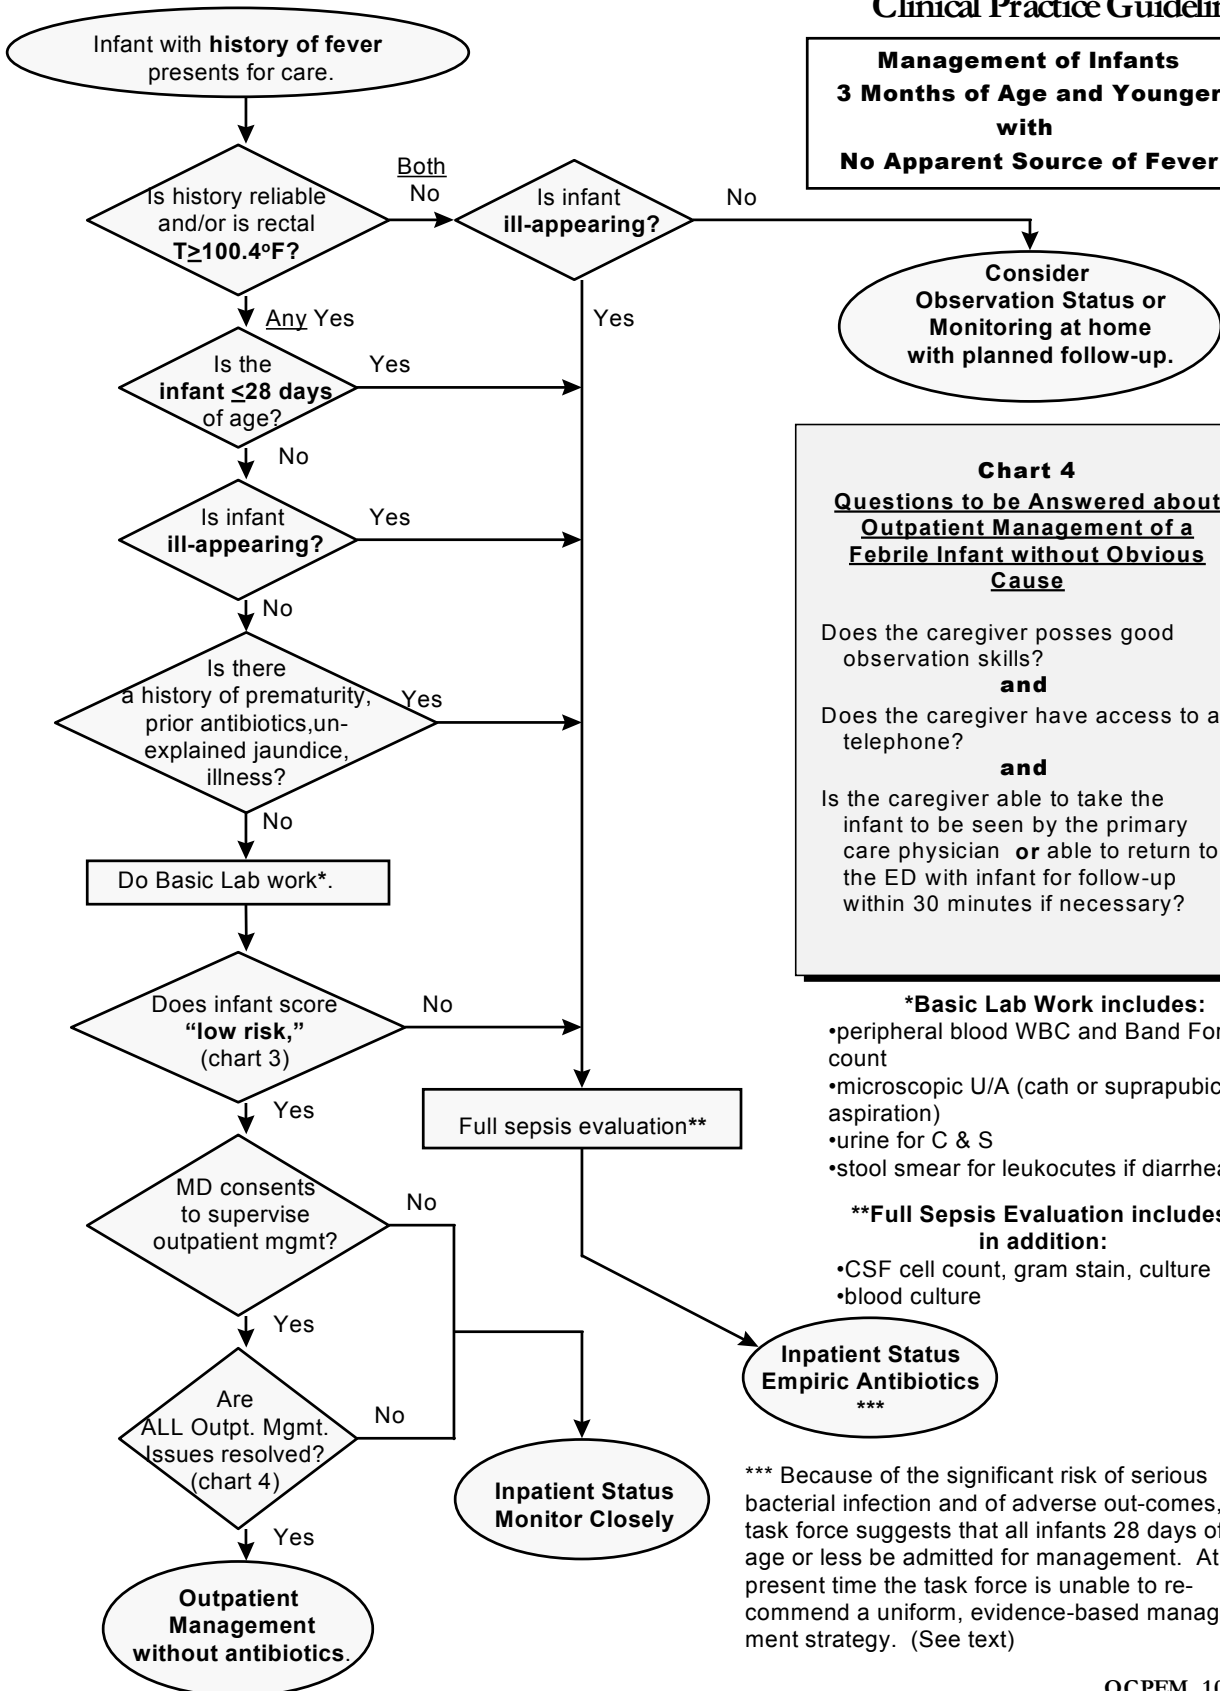 Clinical Practice
Management of Infants
3 Months of Age and Younger
with
No Apparent Source of Fever
Infant with history of fever
presents for care.
Is history reliable
and/or is rectal
T≥100.4ºF?
Both
No
Is infant
ill-appearing?
No
Consider
Observation Status or
Monitoring at home
with planned follow-up.
Any Yes
Yes
Is the
infant ≤28 days
of age?
Yes
No
Is infant
ill-appearing?
Yes
No
Is there
a history of prematurity,
prior antibiotics,un-
explained jaundice,
illness?
Yes
No
Do Basic Lab work*.
Does infant score
“low risk,”
(chart 3)
No
Yes
Full sepsis evaluation**
MD consents
to supervise
outpatient mgmt?
No
Yes
Are
ALL Outpt. Mgmt.
Issues resolved?
(chart 4)
No
Yes
Outpatient
Management
without antibiotics.
Inpatient Status
Monitor Closely
Inpatient Status
Empiric Antibiotics
***
Chart 4
Questions to be Answered about
Outpatient Management of a
Febrile Infant without Obvious
Cause
Does the caregiver posses good
observation skills?
and
Does the caregiver have access to a
telephone?
and
Is the caregiver able to take the
infant to be seen by the primary
care physician or able to return to
the ED with infant for follow-up
within 30 minutes if necessary?
*Basic Lab Work includes:
•peripheral blood WBC and Band
count
•microscopic U/A (cath or suprapubic
aspiration)
•urine for C & S
•stool smear for leukocutes if
**Full Sepsis Evaluation includes
in addition:
•CSF cell count, gram stain, culture
•blood culture
*** Because of the significant risk of serious
bacterial infection and of adverse out-comes,
task force suggests that all infants 28 days of
age or less be admitted for management. At
present time the task force is unable to re-
commend a uniform, evidence-based
ment strategy. (See text)